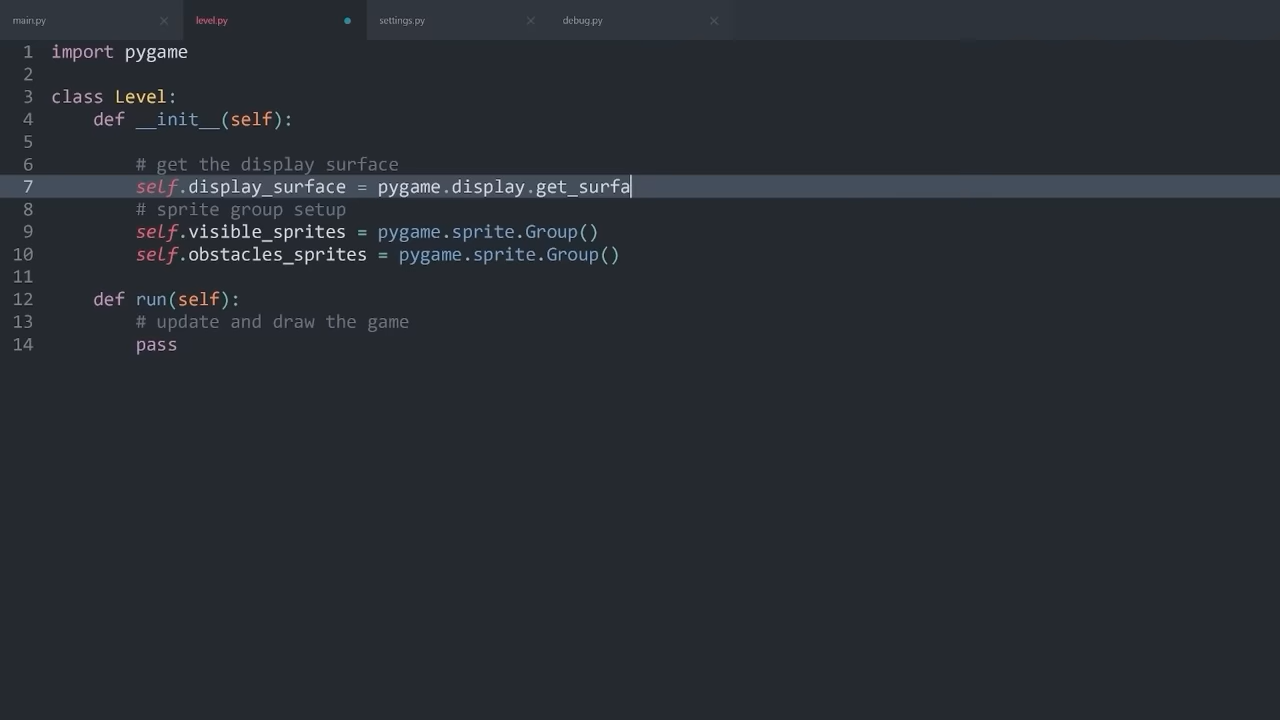 main.py × level.py settings.py × debug.py ×
1 import pygame
2
3 class Level:
4     def __init__(self):
5
6         # get the display surface
7         self.display_surface = pygame.display.get_surfa
8         # sprite group setup
9         self.visible_sprites = pygame.sprite.Group()
10         self.obstacles_sprites = pygame.sprite.Group()
11
12     def run(self):
13         # update and draw the game
14         pass